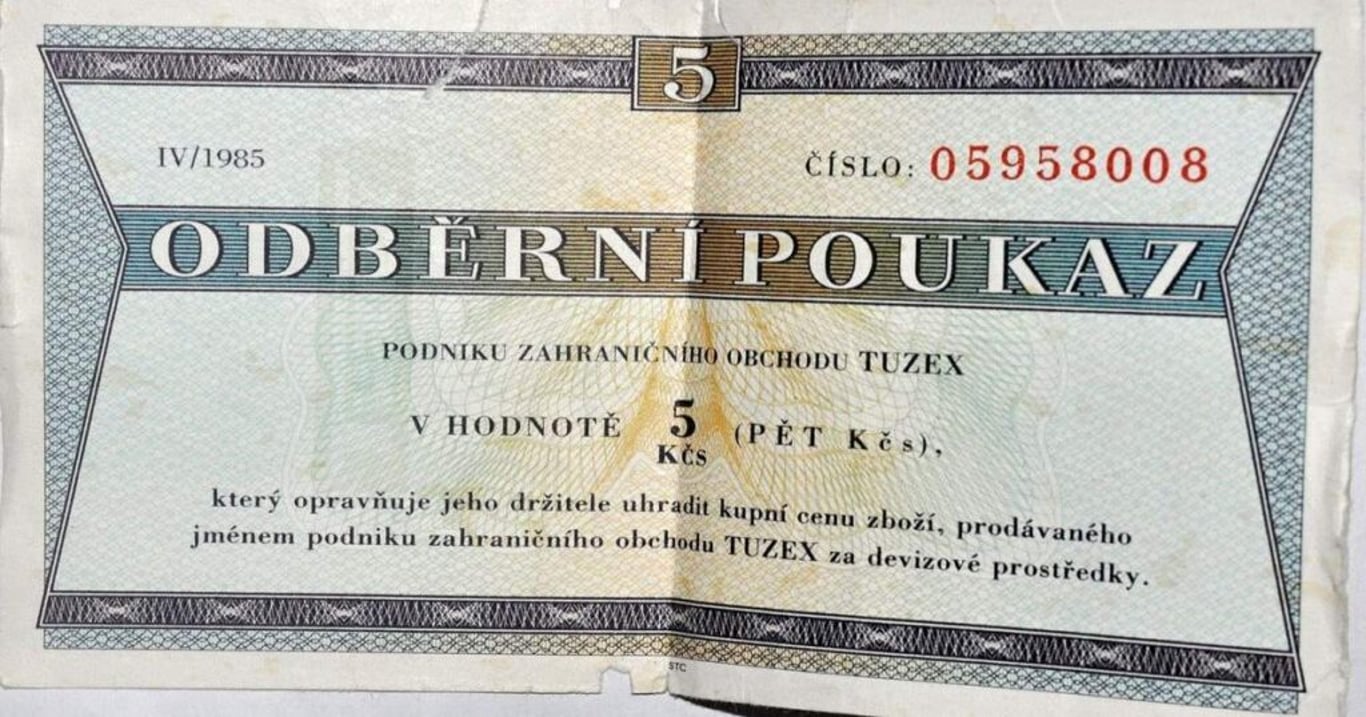 5
IV/1985
ČÍSLO: 05958008
ODBĚRNÍ POUKAZ
PODNIKU ZAHRANIČNÍHO OBCHODU TUZEX
V HODNOTĚ 5 Kčs (PĚT Kčs),
který opravňuje jeho držitele uhradit kupní cenu zboží, prodávaného
jménem podniku zahraničního obchodu TUZEX za devizové prostředky.
STC